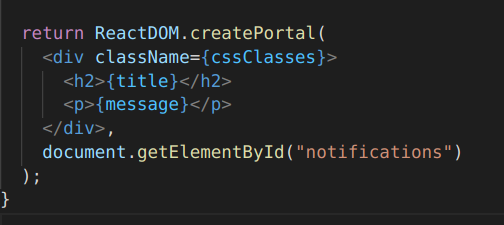 return ReactDOM.createPortal(
<div className={cssClasses}>
<h2>{title}</h2>
<p>{message}</p>
</div>,
document.getElementById("notifications")
);
}